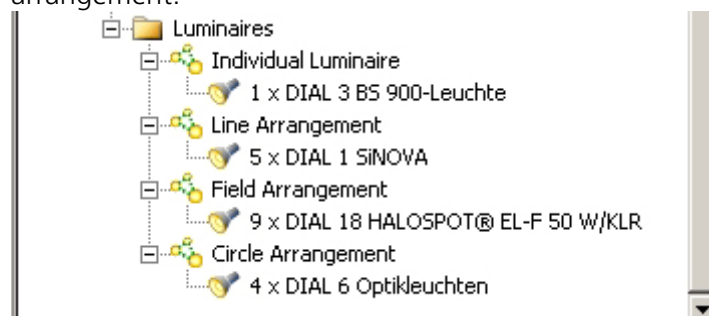 arrangement.
Luminaires
Individual Luminaire
1 x DIAL 3 BS 900-Leuchte
Line Arrangement
5 x DIAL 1 SiNOVA
Field Arrangement
9 x DIAL 18 HALOSPOT® EL-F 50 W/KLR
Circle Arrangement
4 x DIAL 6 Optikleuchten